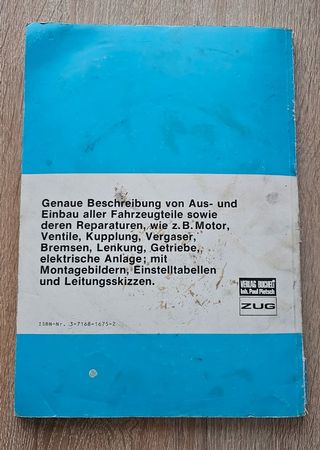 Genaue Beschreibung von Aus- und
Einbau aller Fahrzeugteile sowie
deren Reparaturen, wie z.B. Motor,
Ventile, Kupplung, Vergaser,
Bremsen, Lenkung, Getriebe,
elektrische Anlage; mit
Montagebildern, Einstelltabellen
und Leitungsskizzen.
VERLAG BUCHELI
Inh. Paul Pietsch
ZUG
ISBN-Nr. 3-7168-1675-2